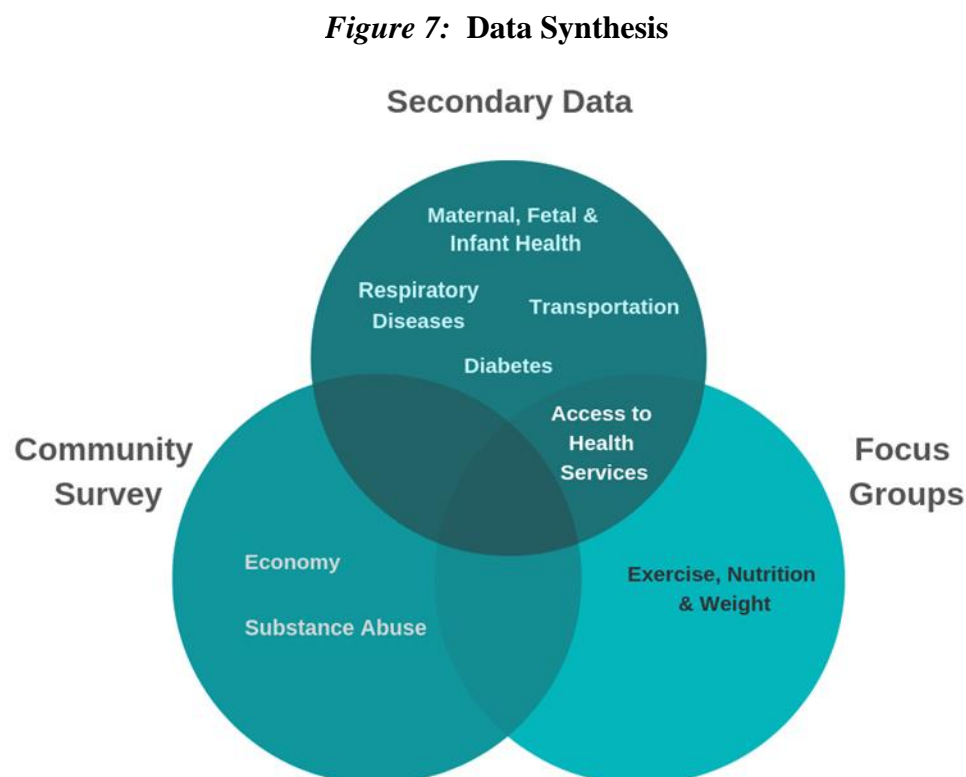 Figure 7: Data Synthesis
Secondary Data
Maternal, Fetal &
Infant Health
Respiratory
Diseases
Transportation
Diabetes
Access to
Health
Services
Community
Survey
Focus
Groups
Economy
Substance Abuse
Exercise, Nutrition
& Weight